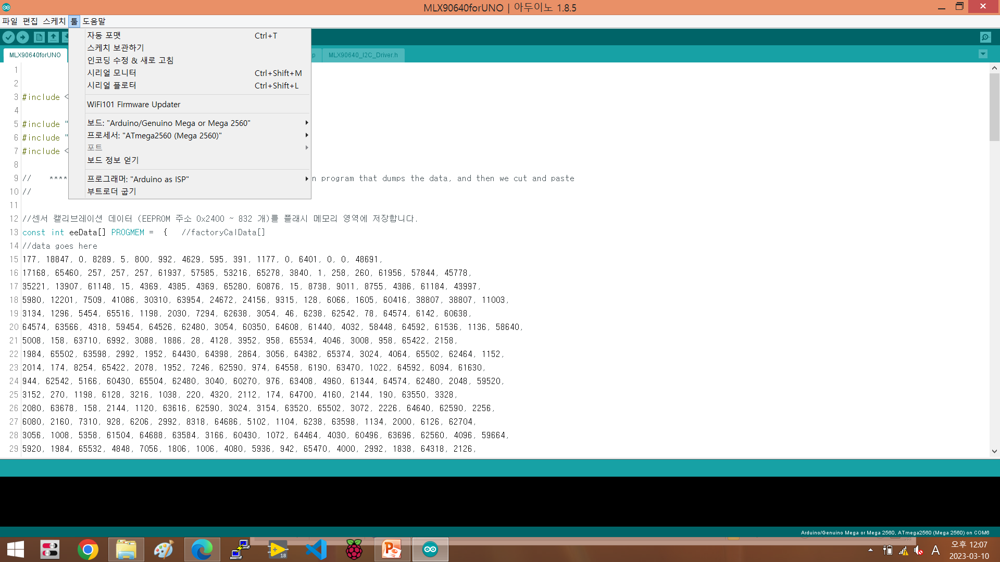 MLX90640forUNO | 아두이노 1.8.5
파일 편집 스케치 툴 도움말
자동 포맷 Ctrl+T
스케치 보관하기
인코딩 수정 & 새로 고침
시리얼 모니터 Ctrl+Shift+M
시리얼 플로터 Ctrl+Shift+L
WiFi101 Firmware Updater
보드: "Arduino/Genuino Mega or Mega 2560"
프로세서: "ATmega2560 (Mega 2560)"
포트
보드 정보 얻기
프로그래머: "Arduino as ISP"
부트로더 굽기
MLX90640forUNO p MLX90640_I2C_Driver.h
1
2
3 #include <
4
5 #include "
6 #include "
7 #include <
8
9 // **** n program that dumps the data, and then we cut and paste
10 //
11
12 //센서 캘리브레이션 데이터 (EEPROM 주소 0x2400 ~ 832 개)를 플래시 메모리 영역에 저장합니다.
13 const int eeData[] PROGMEM = { //factoryCalData[]
14 //data goes here
15 177, 18847, 0, 8289, 5, 800, 992, 4629, 595, 391, 1177, 0, 6401, 0, 0, 48691,
16 17168, 65460, 257, 257, 257, 61937, 57585, 53216, 65278, 3840, 1, 258, 260, 61956, 57844, 45778,
17 35221, 13907, 61148, 15, 4369, 4385, 4369, 65280, 60876, 15, 8738, 9011, 8755, 4386, 61184, 43997,
18 5980, 12201, 7509, 41086, 30310, 63954, 24672, 24156, 9315, 128, 6066, 1605, 60416, 38807, 38807, 11003,
19 3134, 1296, 5454, 65516, 1198, 2030, 7294, 62638, 3054, 46, 6238, 62542, 78, 64574, 6142, 60638,
20 64574, 63566, 4318, 59454, 64526, 62480, 3054, 60350, 64608, 61440, 4032, 58448, 64592, 61536, 1136, 58640,
21 5008, 158, 63710, 6992, 3088, 1886, 28, 4128, 3952, 958, 65534, 4046, 3008, 958, 65422, 2158,
22 1984, 65502, 63598, 2992, 1952, 64430, 64398, 2864, 3056, 64382, 65374, 3024, 4064, 65502, 62464, 1152,
23 2014, 174, 8254, 65422, 2078, 1952, 7246, 62590, 974, 64558, 6190, 63470, 1022, 64592, 6094, 61630,
24 944, 62542, 5166, 60430, 65504, 62480, 3040, 60270, 976, 63408, 4960, 61344, 64574, 62480, 2048, 59520,
25 3152, 270, 1198, 6128, 3216, 1038, 220, 4320, 2112, 174, 64700, 4160, 2144, 190, 63550, 3328,
26 2080, 63678, 158, 2144, 1120, 63616, 62590, 3024, 3154, 63520, 65502, 3072, 2226, 64640, 62590, 2256,
27 6080, 2160, 7310, 928, 6206, 2992, 8318, 64686, 5102, 1104, 6238, 63598, 1134, 2000, 6126, 62704,
28 3056, 1008, 5358, 61504, 64688, 63584, 3166, 60430, 1072, 64464, 4030, 60496, 63696, 62560, 4096, 59664,
29 5920, 1984, 65532, 4848, 7056, 1806, 1006, 4080, 5936, 942, 65470, 4000, 2992, 1838, 64318, 2126,
Arduino/Genuino Mega or Mega 2560, ATmega2560 (Mega 2560) on COM6
18
A
오후 12:07
2023-03-10